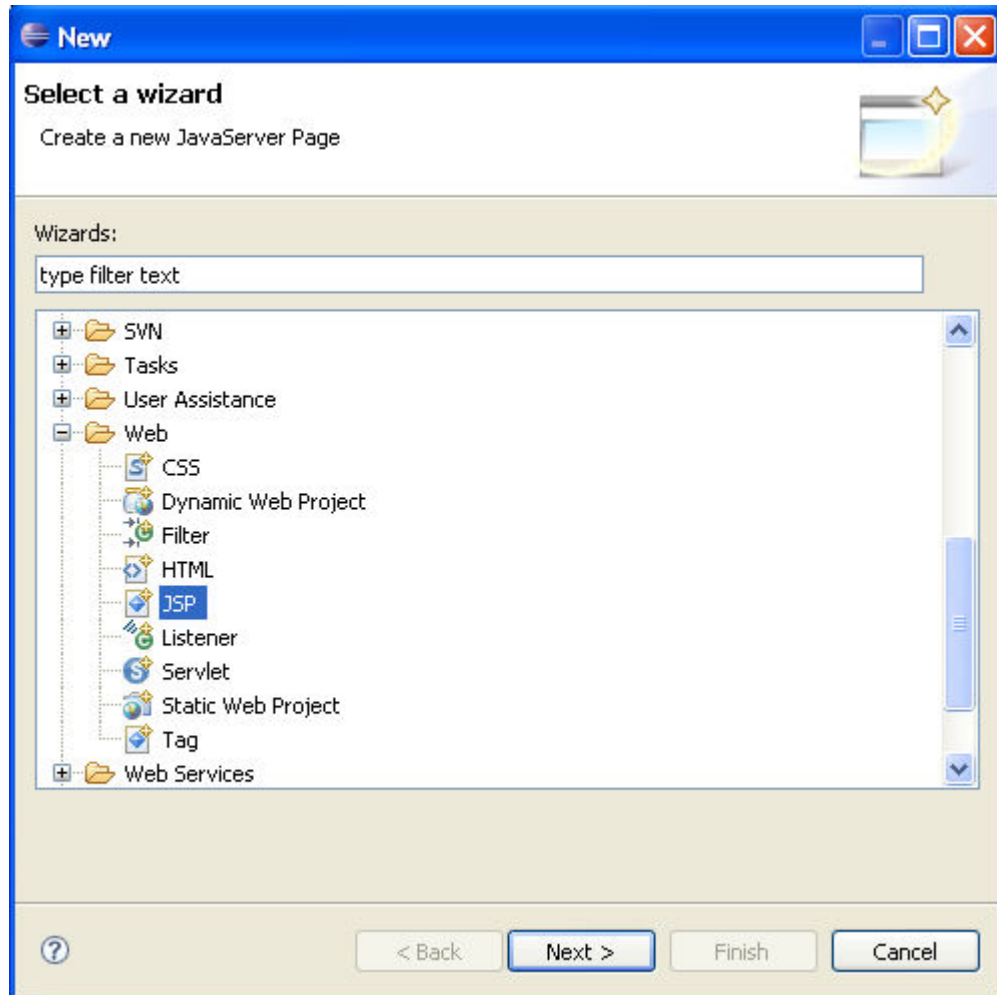 New
Select a wizard
Create a new JavaServer Page
Wizards:
type filter text
SVN
Tasks
User Assistance
Web
CSS
Dynamic Web Project
Filter
HTML
JSP
Listener
Servlet
Static Web Project
Tag
Web Services
< Back Next > Finish Cancel